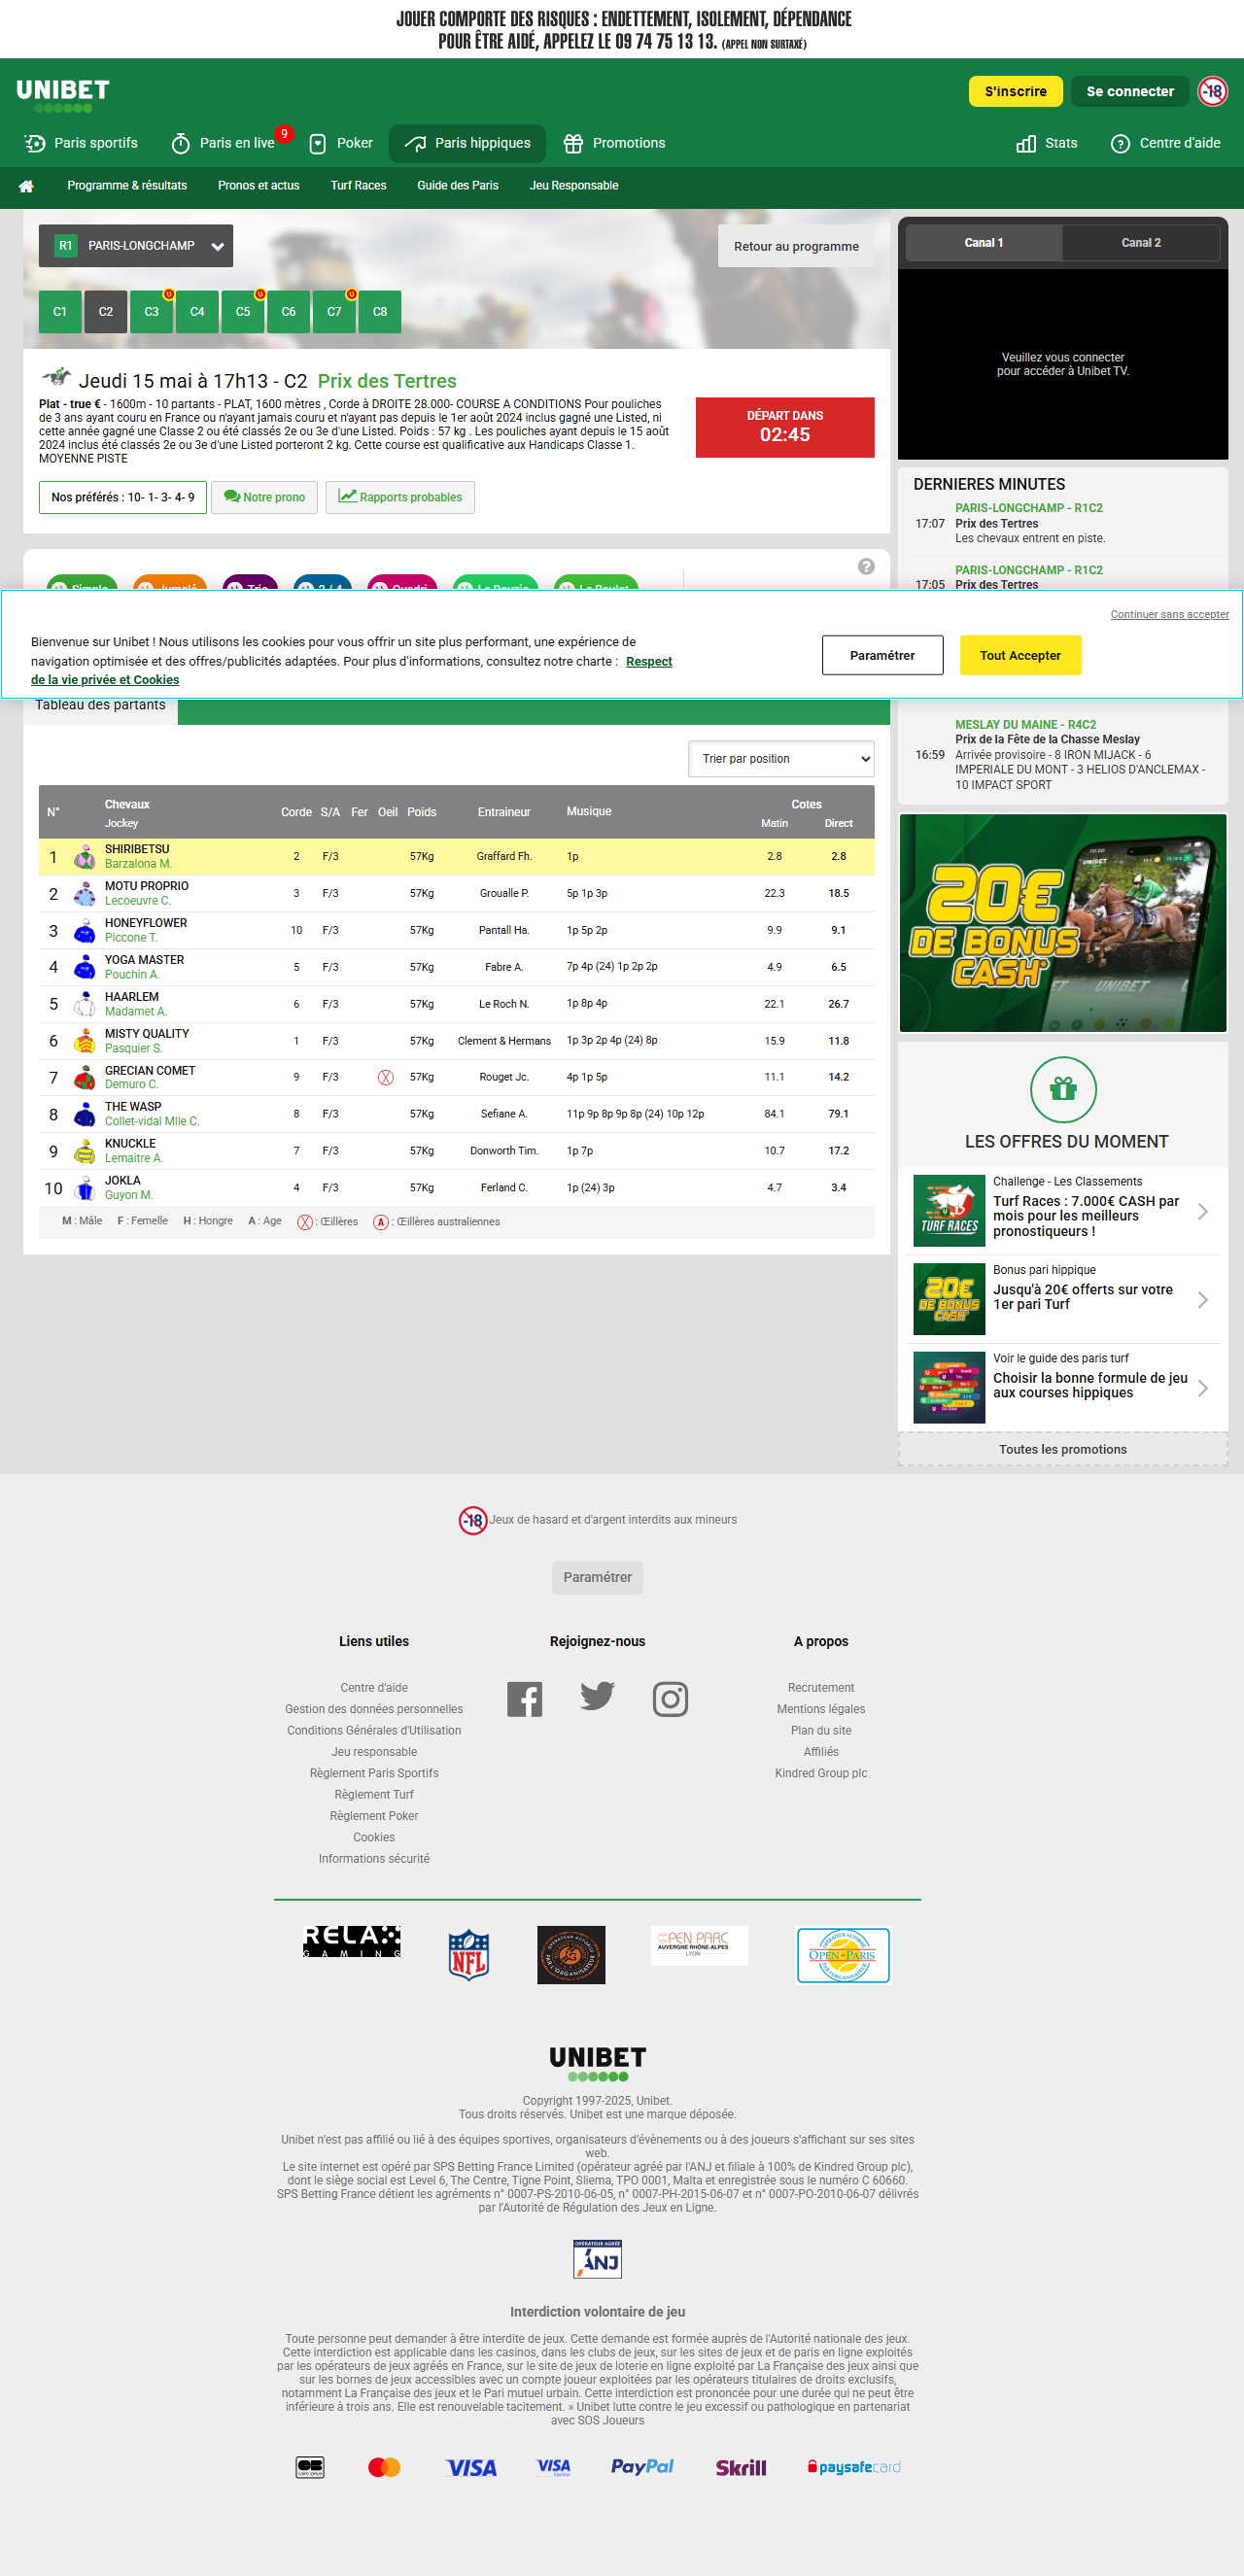 JOUER COMPORTE DES RISQUES : ENDETTEMENT, ISOLEMENT, DÉPENDANCE
POUR ÊTRE AIDÉ, APPELEZ LE 09 74 75 13 13. (APPEL NON SURTAXÉ)
UNIBET
S'inscrire
Se connecter
-18
Paris sportifs
Paris en live
9
Poker
Paris hippiques
Promotions
Stats
Centre d'aide
Programme & résultats
Pronos et actus
Turf Races
Guide des Paris
Jeu Responsable
R1 PARIS-LONGCHAMP
Retour au programme
C1 C2 C3 C4 C5 C6 C7 C8
Jeudi 15 mai à 17h13 - C2 Prix des Tertres
Plat - true € - 1600m - 10 partants - PLAT, 1600 mètres , Corde à DROITE 28.000- COURSE A CONDITIONS Pour pouliches
de 3 ans ayant couru en France ou n'ayant jamais couru et n'ayant pas depuis le 1er août 2024 inclus gagné une Listed, ni
cette année gagné une Classe 2 ou été classés 2e ou 3e d'une Listed. Poids : 57 kg . Les pouliches ayant depuis le 15 août
2024 inclus été classés 2e ou 3e d'une Listed porteront 2 kg. Cette course est qualificative aux Handicaps Classe 1.
MOYENNE PISTE
DÉPART DANS
02:45
Nos préférés : 10- 1- 3- 4- 9
Notre prono
Rapports probables
Canal 1
Canal 2
Veuillez vous connecter
pour accéder à Unibet TV.
DERNIERES MINUTES
PARIS-LONGCHAMP - R1C2
17:07 Prix des Tertres
Les chevaux entrent en piste.
PARIS-LONGCHAMP - R1C2
17:05 Prix des Tertres
Continuer sans accepter
Bienvenue sur Unibet ! Nous utilisons les cookies pour vous offrir un site plus performant, une expérience de
navigation optimisée et des offres/publicités adaptées. Pour plus d'informations, consultez notre charte : Respect
de la vie privée et Cookies
Paramétrer
Tout Accepter
Tableau des partants
MESLAY DU MAINE - R4C2
Prix de la Fête de la Chasse Meslay
16:59 Arrivée provisoire - 8 IRON MIJACK - 6
IMPERIALE DU MONT - 3 HELIOS D'ANCLEMAX -
10 IMPACT SPORT
Trier par position
N° Chevaux Corde S/A Fer Oeil Poids Entraineur Musique Cotes
Jockey Matin Direct
1 SHIRIBETSU 2 F/3 57Kg Graffard Fh. 1p 2.8 2.8
Barzalona M.
2 MOTU PROPRIO 3 F/3 57Kg Groualle P. 5p 1p 3p 22.3 18.5
Lecoeuvre C.
3 HONEYFLOWER 10 F/3 57Kg Pantall Ha. 1p 5p 2p 9.9 9.1
Piccone T.
4 YOGA MASTER 5 F/3 57Kg Fabre A. 7p 4p (24) 1p 2p 2p 4.9 6.5
Pouchin A.
5 HAARLEM 6 F/3 57Kg Le Roch N. 1p 8p 4p 22.1 26.7
Madamet A.
6 MISTY QUALITY 1 F/3 57Kg Clement & Hermans 1p 3p 2p 4p (24) 8p 15.9 11.8
Pasquier S.
7 GRECIAN COMET 9 F/3 57Kg Rouget Jc. 4p 1p 5p 11.1 14.2
Demuro C.
8 THE WASP 8 F/3 57Kg Sefiane A. 11p 9p 8p 9p 8p (24) 10p 12p 84.1 79.1
Collet-vidal Mlle C.
9 KNUCKLE 7 F/3 57Kg Donworth Tim. 1p 7p 10.7 17.2
Lemaitre A.
10 JOKLA 4 F/3 57Kg Ferland C. 1p (24) 3p 4.7 3.4
Guyon M.
M : Mâle F : Femelle H : Hongre A : Age X : Œillères A : Œillères australiennes
20€
DE BONUS
CASH*
LES OFFRES DU MOMENT
TURF RACES
Challenge - Les Classements
Turf Races : 7.000€ CASH par
mois pour les meilleurs
pronostiqueurs !
20€
DE BONUS
CASH*
Bonus pari hippique
Jusqu'à 20€ offerts sur votre
1er pari Turf
Voir le guide des paris turf
Choisir la bonne formule de jeu
aux courses hippiques
Toutes les promotions
-18 Jeux de hasard et d'argent interdits aux mineurs
Paramétrer
Liens utiles
Centre d'aide
Gestion des données personnelles
Conditions Générales d'Utilisation
Jeu responsable
Règlement Paris Sportifs
Règlement Turf
Règlement Poker
Cookies
Informations sécurité
Rejoignez-nous
A propos
Recrutement
Mentions légales
Plan du site
Affiliés
Kindred Group plc
RELAX
GAMING
NFL
OPEN PARC
AUVERGNE RHÔNE-ALPES
LYON
OPEN DE PARIS
UNIBET
Copyright 1997-2025, Unibet.
Tous droits réservés. Unibet est une marque déposée.
Unibet n'est pas affilié ou lié à des équipes sportives, organisateurs d'évènements ou à des joueurs s'affichant sur ses sites
web.
Le site internet est opéré par SPS Betting France Limited (opérateur agréé par l'ANJ et filiale à 100% de Kindred Group plc),
dont le siège social est Level 6, The Centre, Tigne Point, Sliema, TPO 0001, Malta et enregistrée sous le numéro C 60660.
SPS Betting France détient les agréments n° 0007-PS-2010-06-05, n° 0007-PH-2015-06-07 et n° 0007-PO-2010-06-07 délivrés
par l'Autorité de Régulation des Jeux en Ligne.
OPÉRATEUR AGRÉÉ
ANJ
Interdiction volontaire de jeu
Toute personne peut demander à être interdite de jeux. Cette demande est formée auprès de l'Autorité nationale des jeux.
Cette interdiction est applicable dans les casinos, dans les clubs de jeux, sur les sites de jeux et de paris en ligne exploités
par les opérateurs de jeux agréés en France, sur le site de jeux de loterie en ligne exploité par La Française des jeux ainsi que
sur les bornes de jeux accessibles avec un compte joueur exploitées par les opérateurs titulaires de droits exclusifs,
notamment La Française des jeux et le Pari mutuel urbain. Cette interdiction est prononcée pour une durée qui ne peut être
inférieure à trois ans. Elle est renouvelable tacitement. » Unibet lutte contre le jeu excessif ou pathologique en partenariat
avec SOS Joueurs
CB
VISA
VISA
PayPal
Skrill
paysafecard